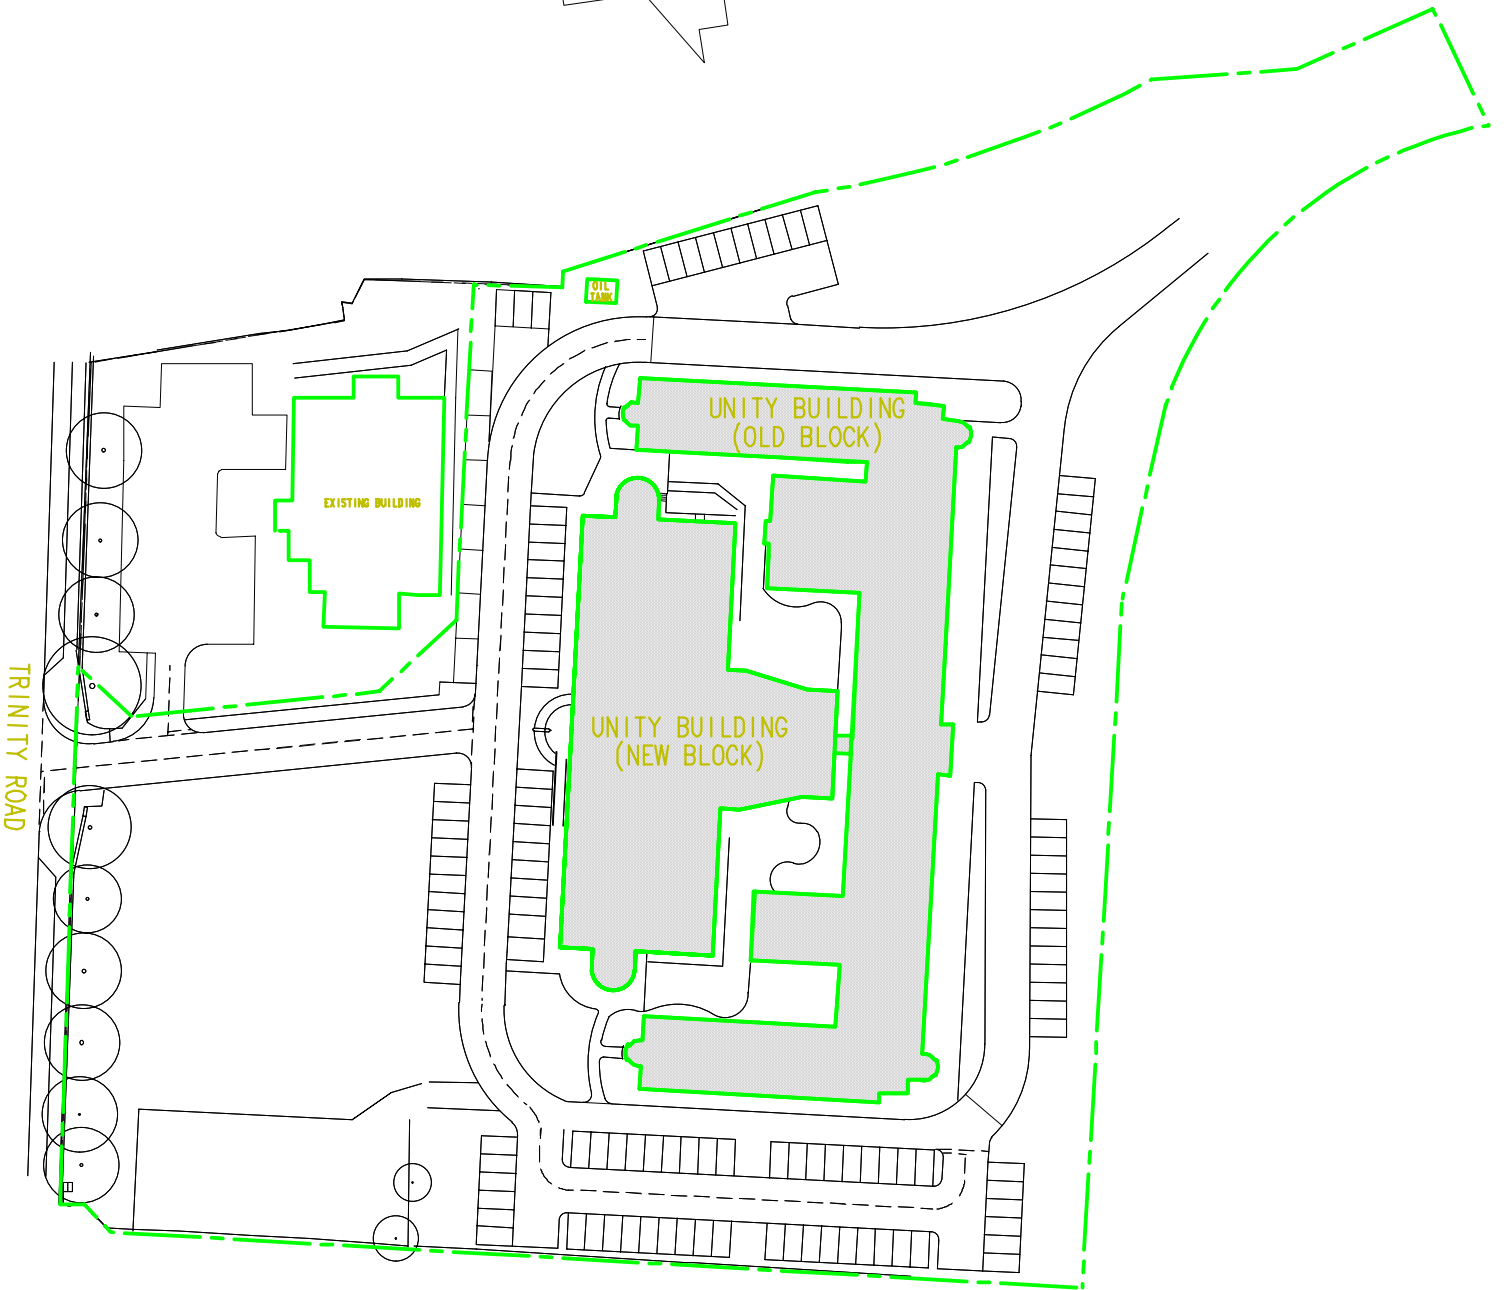 OIL
TANK
UNITY BUILDING
(OLD BLOCK)
EXISTING BUILDING
UNITY BUILDING
(NEW BLOCK)
TRINITY ROAD